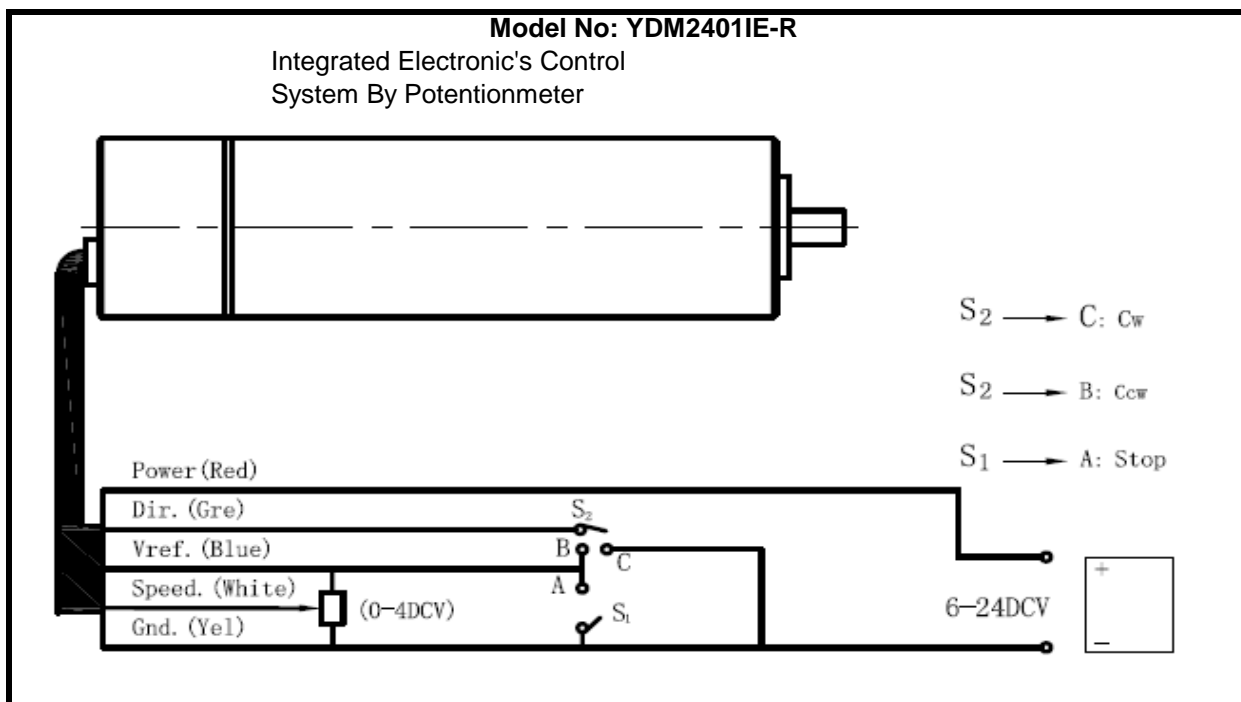 Model No: YDM2401IE-R
Integrated Electronic's Control
System By Potentionmeter
S2 → C: Cw
S2 → B: Ccw
S1 → A: Stop
Power(Red)
Dir. (Gre)
S2
Vref. (Blue)
B
C
Speed. (White)
A
(0-4DCV)
S1
Gnd. (Yel)
6-24DCV
+
−